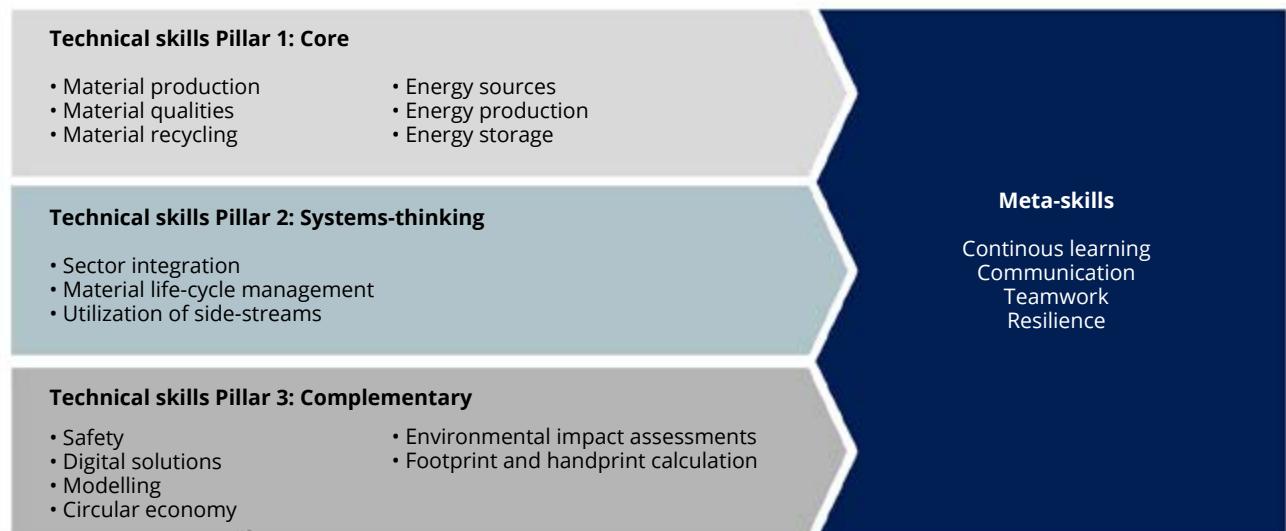 Technical skills Pillar 1: Core
• Material production
• Material qualities
• Material recycling
• Energy sources
• Energy production
• Energy storage
Technical skills Pillar 2: Systems-thinking
• Sector integration
• Material life-cycle management
• Utilization of side-streams
Technical skills Pillar 3: Complementary
• Safety
• Digital solutions
• Modelling
• Circular economy
• Environmental impact assessments
• Footprint and handprint calculation
Meta-skills
Continous learning
Communication
Teamwork
Resilience